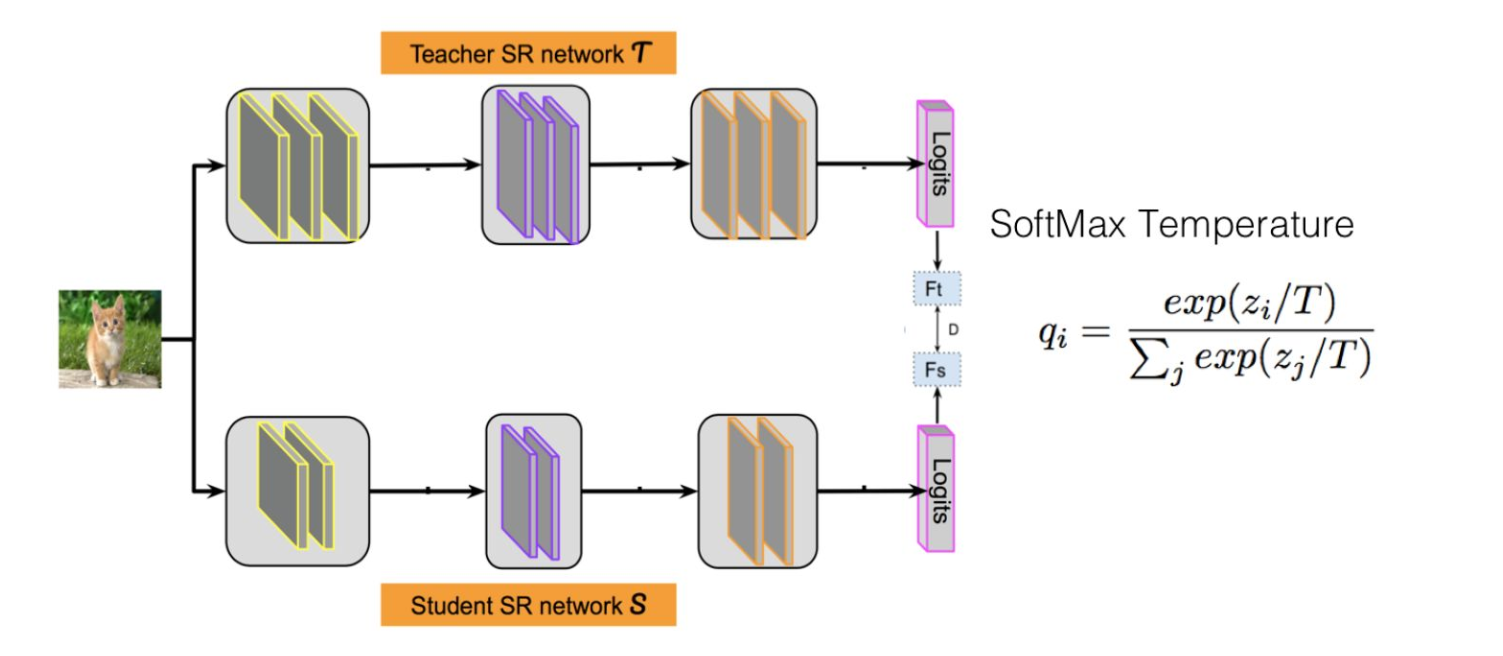 Teacher SR network T
Logits
SoftMax Temperature
Ft
D
Fs
q_i = exp(z_i/T) / ∑_j exp(z_j/T)
Logits
Student SR network S